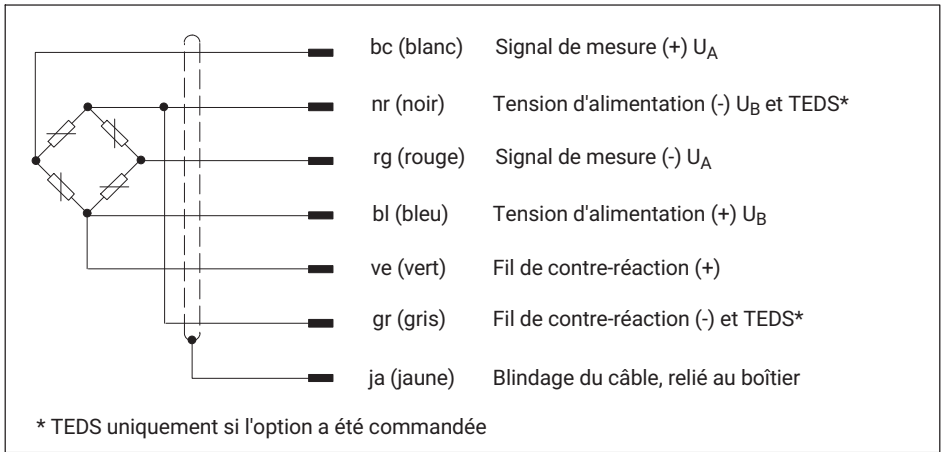 bc (blanc) Signal de mesure (+) UA
nr (noir) Tension d'alimentation (-) UB et TEDS*
rg (rouge) Signal de mesure (-) UA
bl (bleu) Tension d'alimentation (+) UB
ve (vert) Fil de contre-réaction (+)
gr (gris) Fil de contre-réaction (-) et TEDS*
ja (jaune) Blindage du câble, relié au boîtier
* TEDS uniquement si l'option a été commandée